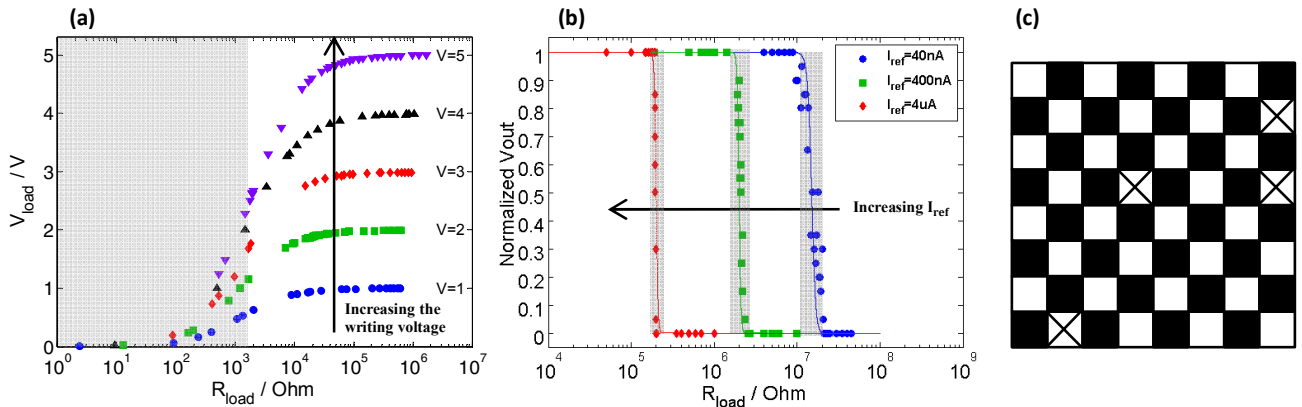 (a)
V_load / V
5
4
3
2
1
0
V=5
V=4
V=3
V=2
V=1
Increasing the
writing voltage
10^0 10^1 10^2 10^3 10^4 10^5 10^6 10^7
R_load / Ohm
(b)
Normalized Vout
1
0.9
0.8
0.7
0.6
0.5
0.4
0.3
0.2
0.1
0
I_ref=40nA
I_ref=400nA
I_ref=4uA
Increasing I_ref
10^4 10^5 10^6 10^7 10^8 10^9
R_load / Ohm
(c)